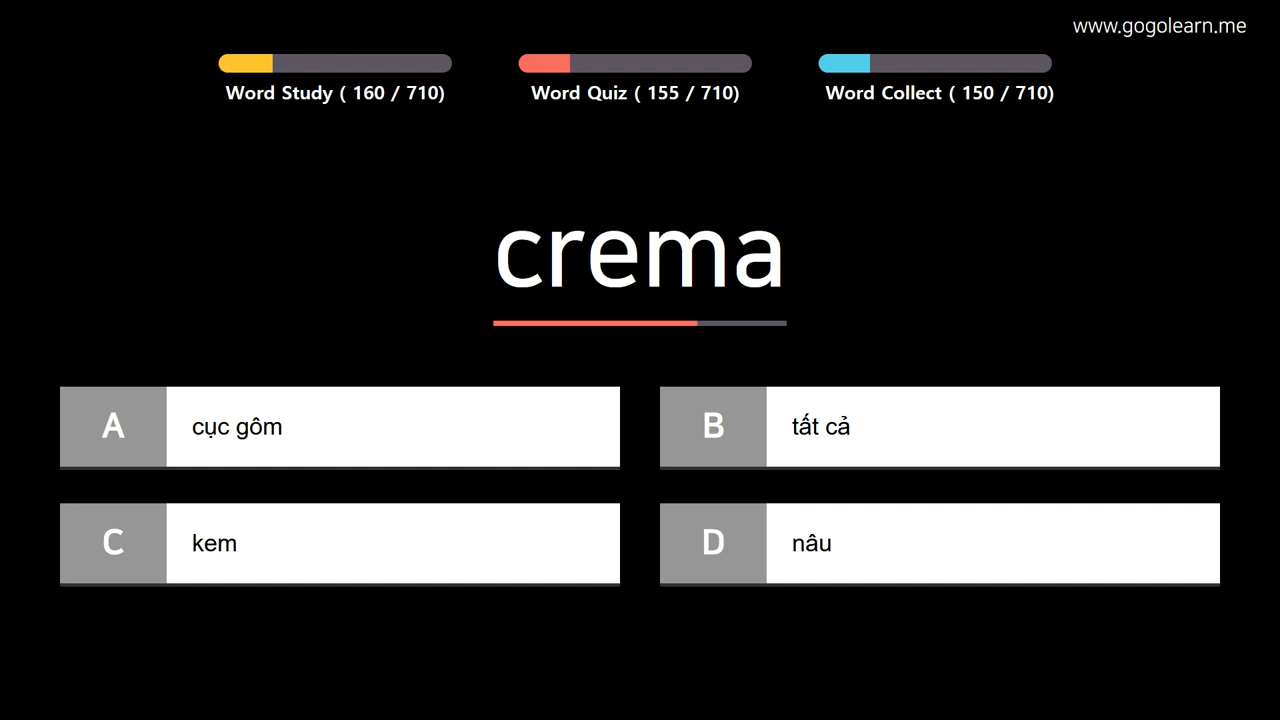 www.gogolearn.me
Word Study ( 160 / 710)
Word Quiz ( 155 / 710)
Word Collect ( 150 / 710)
crema
A cục gôm
B tất cả
C kem
D nâu